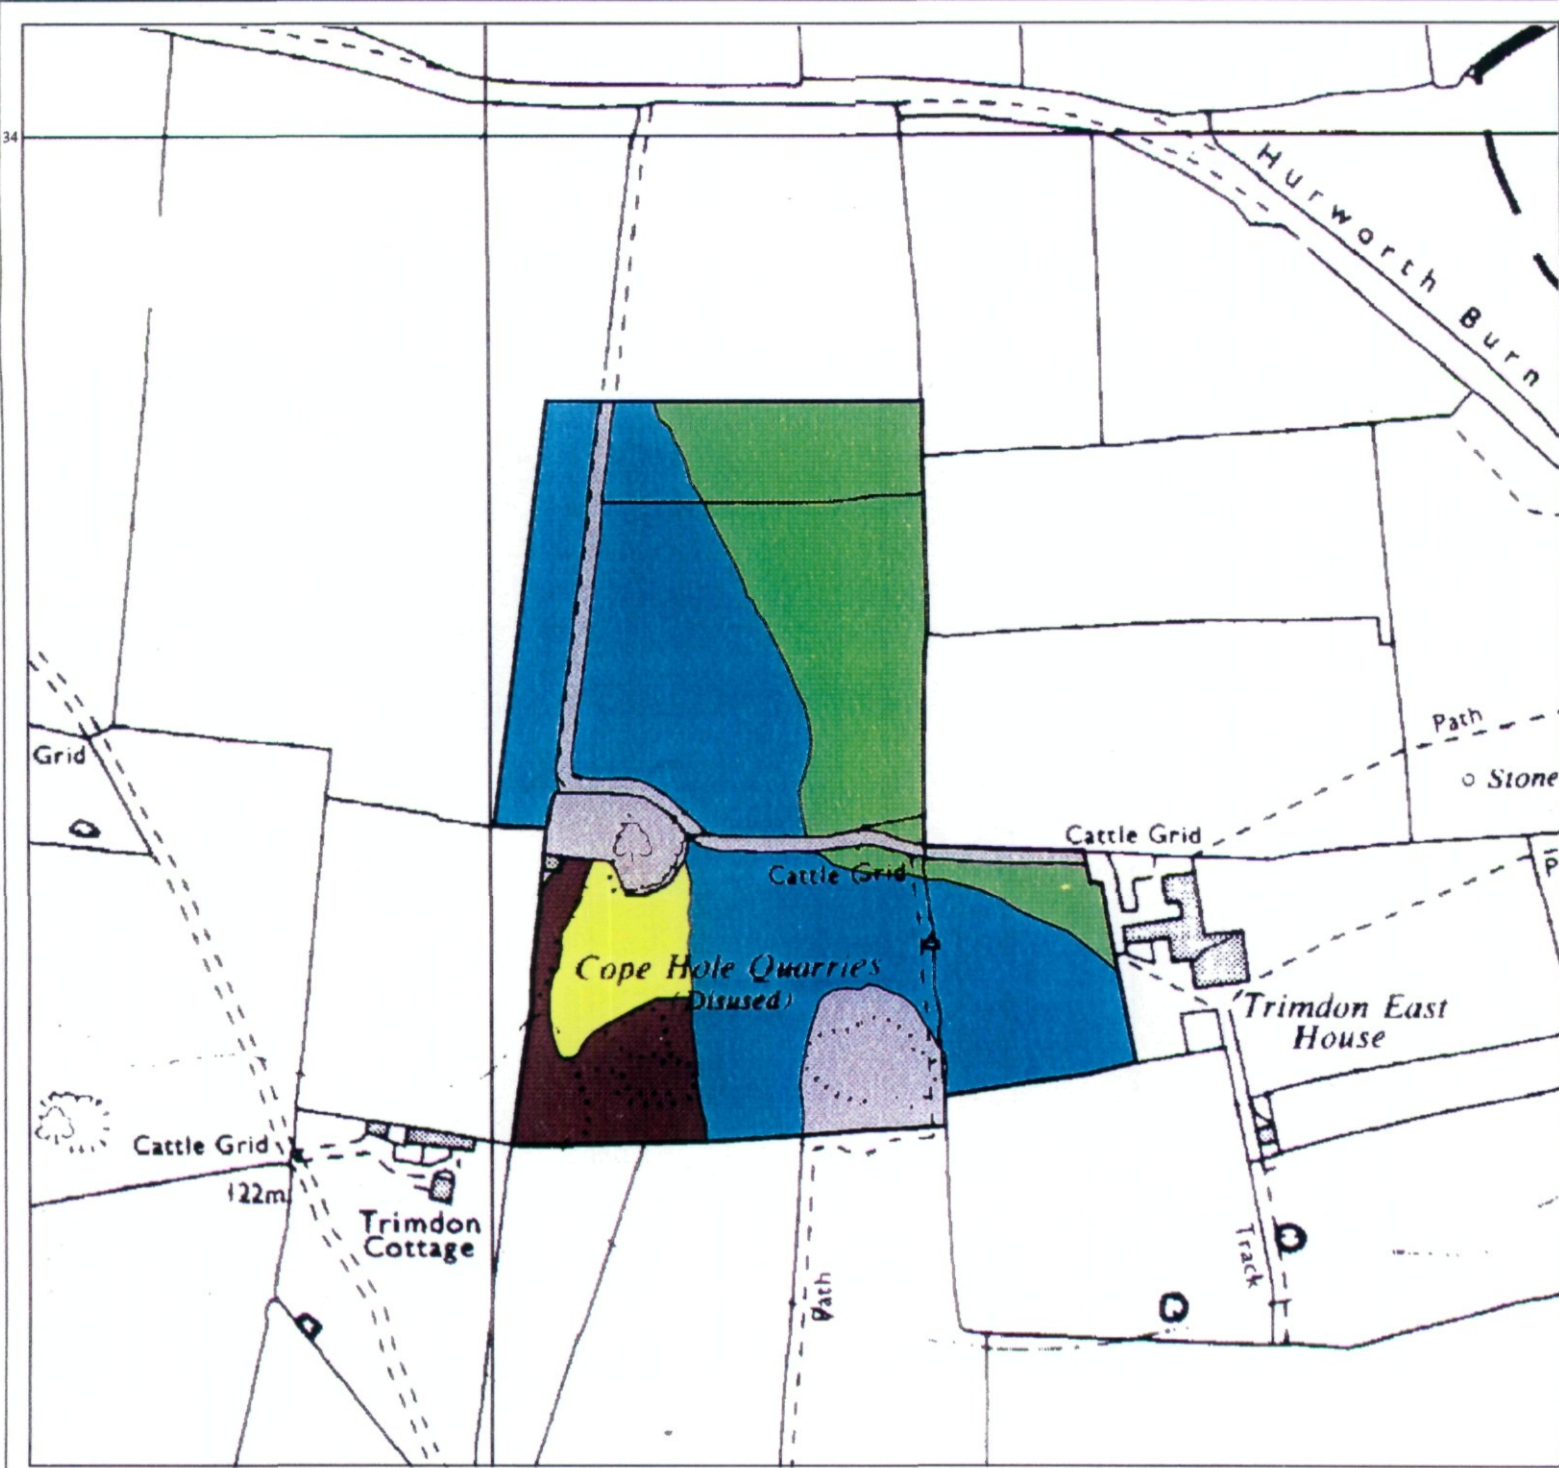 34
Hurworth Burn
Grid
Path
Stone
Cattle Grid
Cattle Grid
P
Cope Hole Quarries
(Disused)
Trimdon East
House
Cattle Grid
122m
Trimdon
Cottage
Track
Path